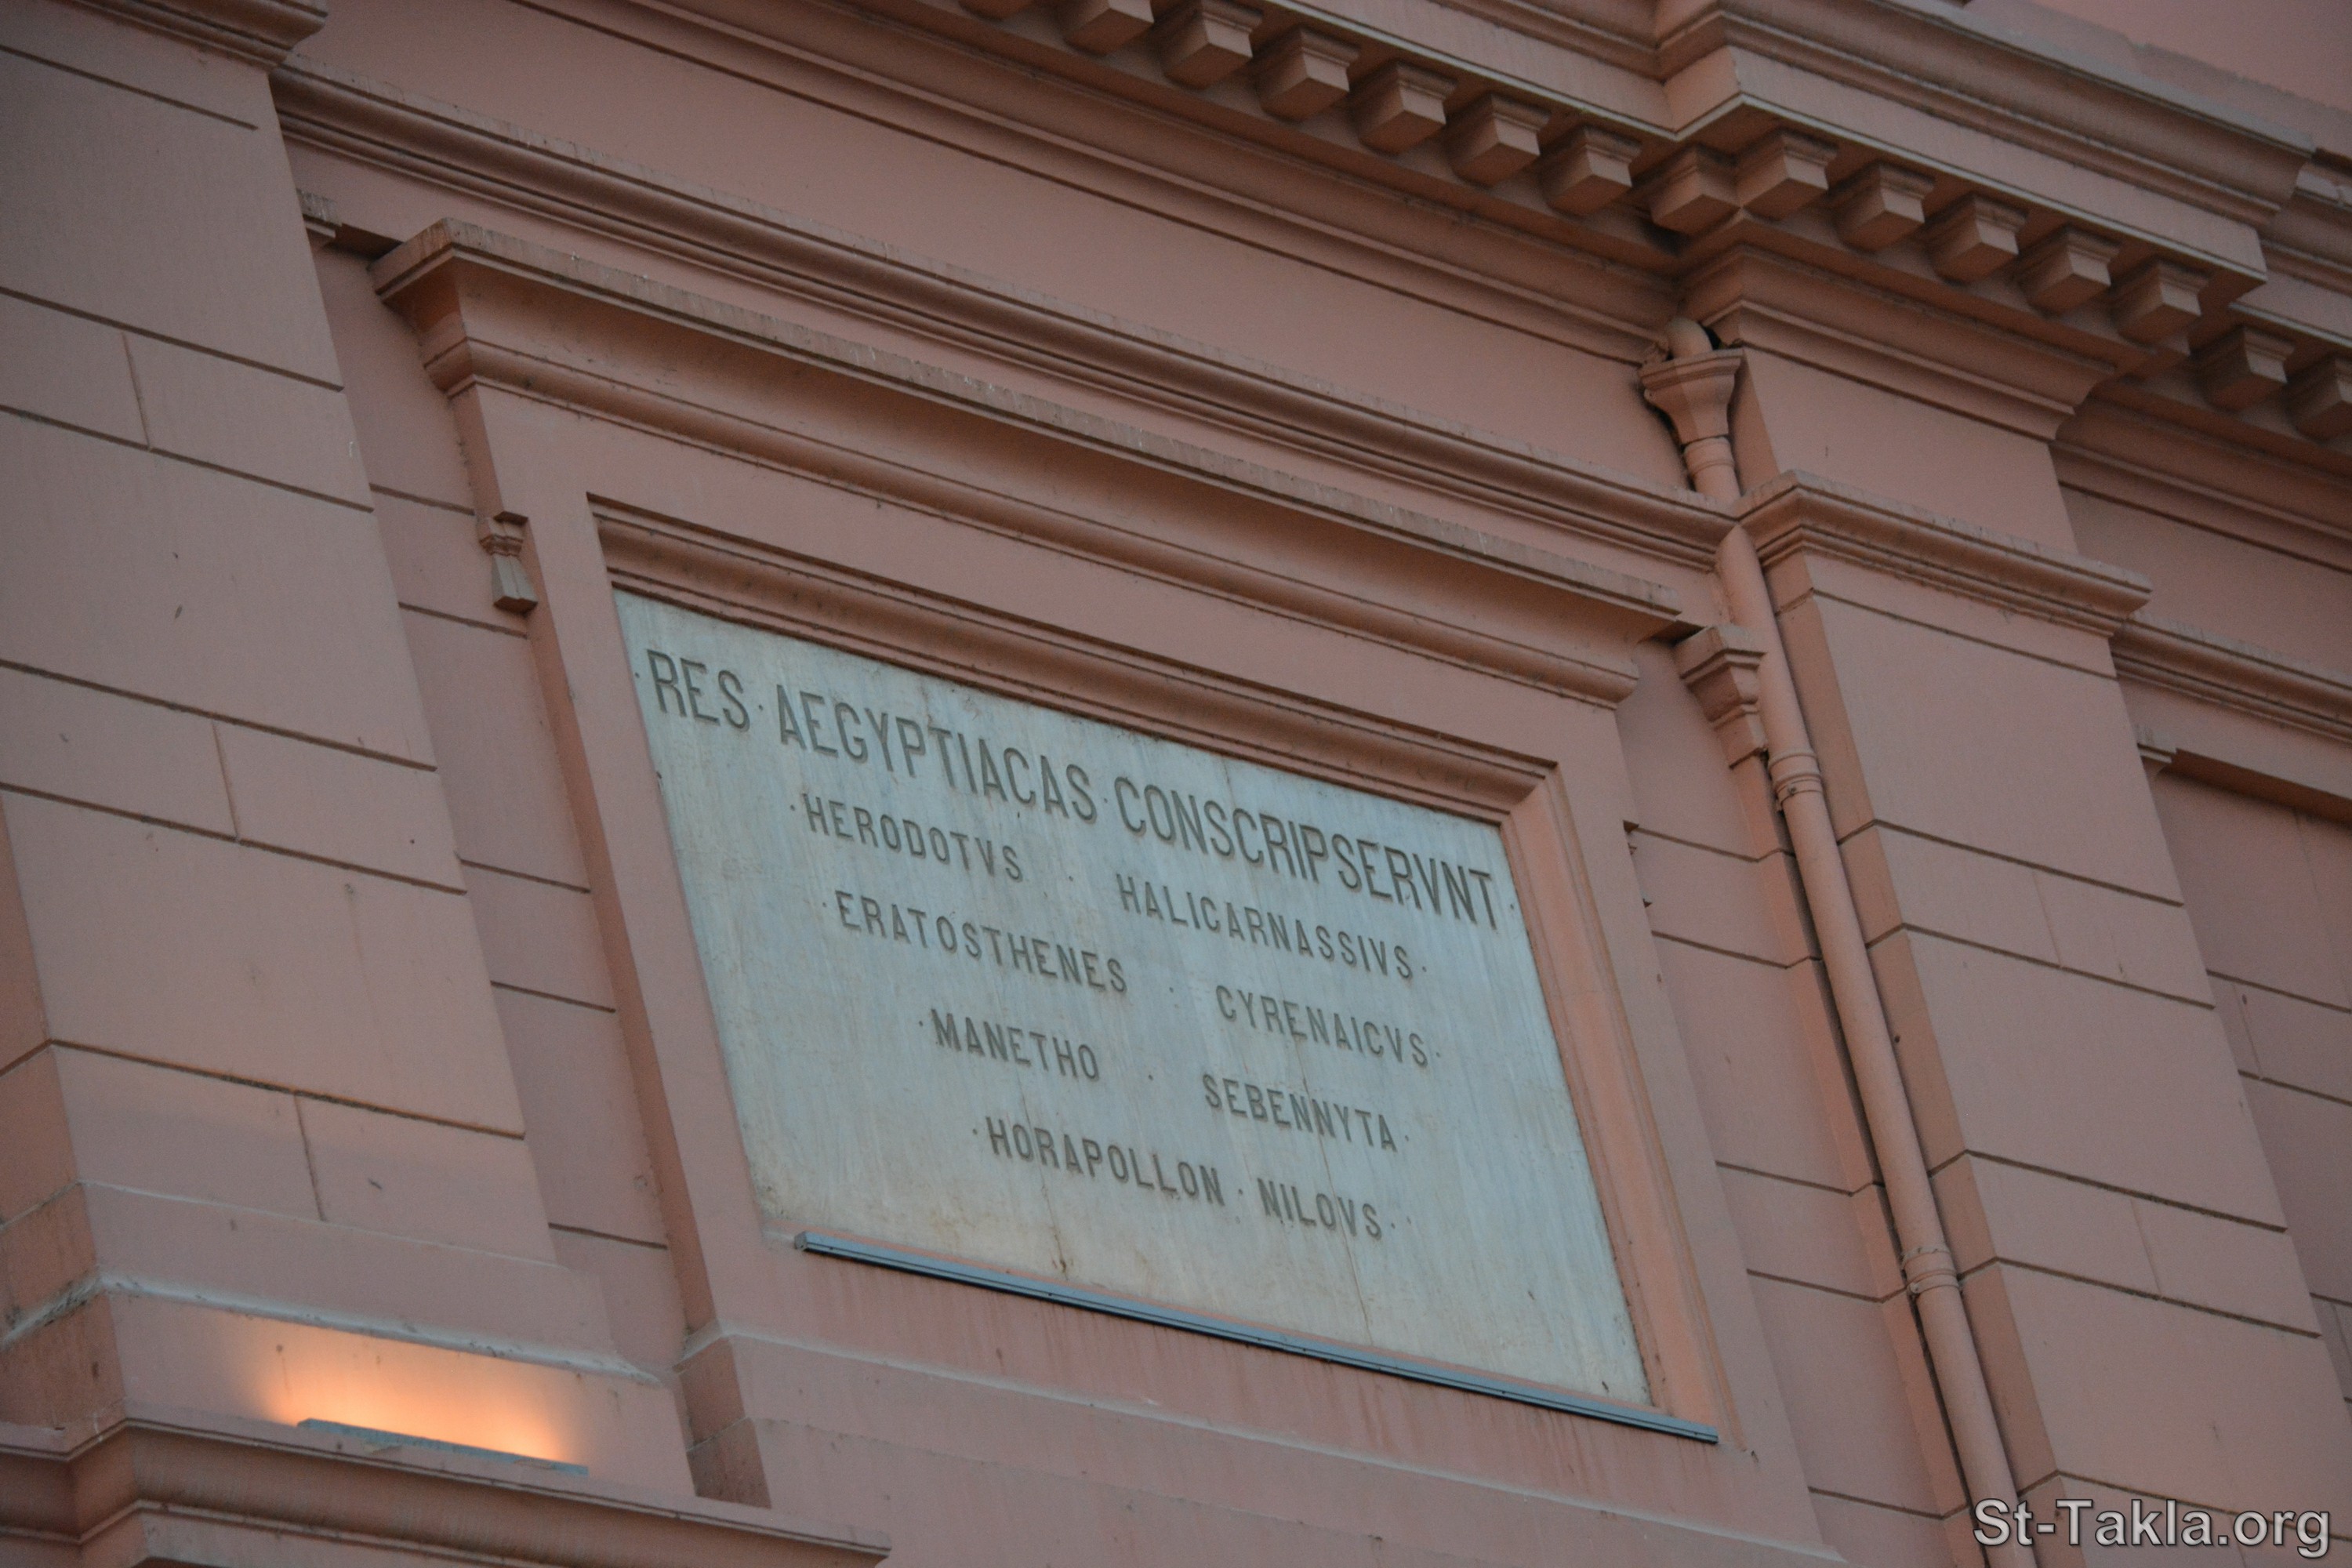 ·RES·AEGYPTIACAS·CONSCRIPSERVNT·
·HERODOTVS · HALICARNASSIVS·
·ERATOSTHENES · CYRENAICVS·
·MANETHO · SEBENNYTA·
·HORAPOLLON · NILOVS·
St-Takla.org